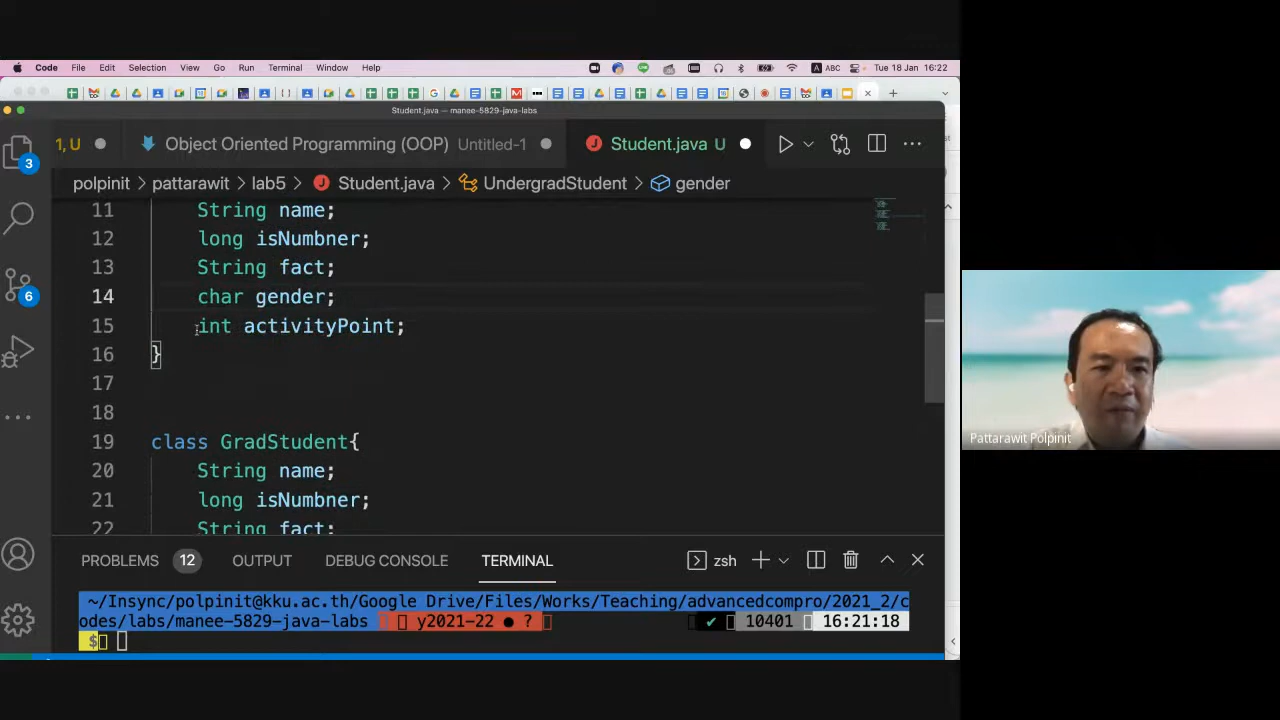 Code File Edit Selection View Go Run Terminal Window Help ABC Tue 18 Jan 16:22
Student.java — manee-5829-java-labs
1, U Object Oriented Programming (OOP) Untitled-1 Student.java U
polpinit > pattarawit > lab5 > Student.java > UndergradStudent > gender
11 String name;
12 long isNumbner;
13 String fact;
14 char gender;
15 int activityPoint;
16 }
17
18
19 class GradStudent{
20 String name;
21 long isNumbner;
22 String fact;
3
6
PROBLEMS 12 OUTPUT DEBUG CONSOLE TERMINAL zsh
~/Insync/polpinit@kku.ac.th/Google Drive/Files/Works/Teaching/advancedcompro/2021_2/c
odes/labs/manee-5829-java-labs y2021-22 ● ? ✔ 10401 16:21:18
$
Pattarawit Polpinit